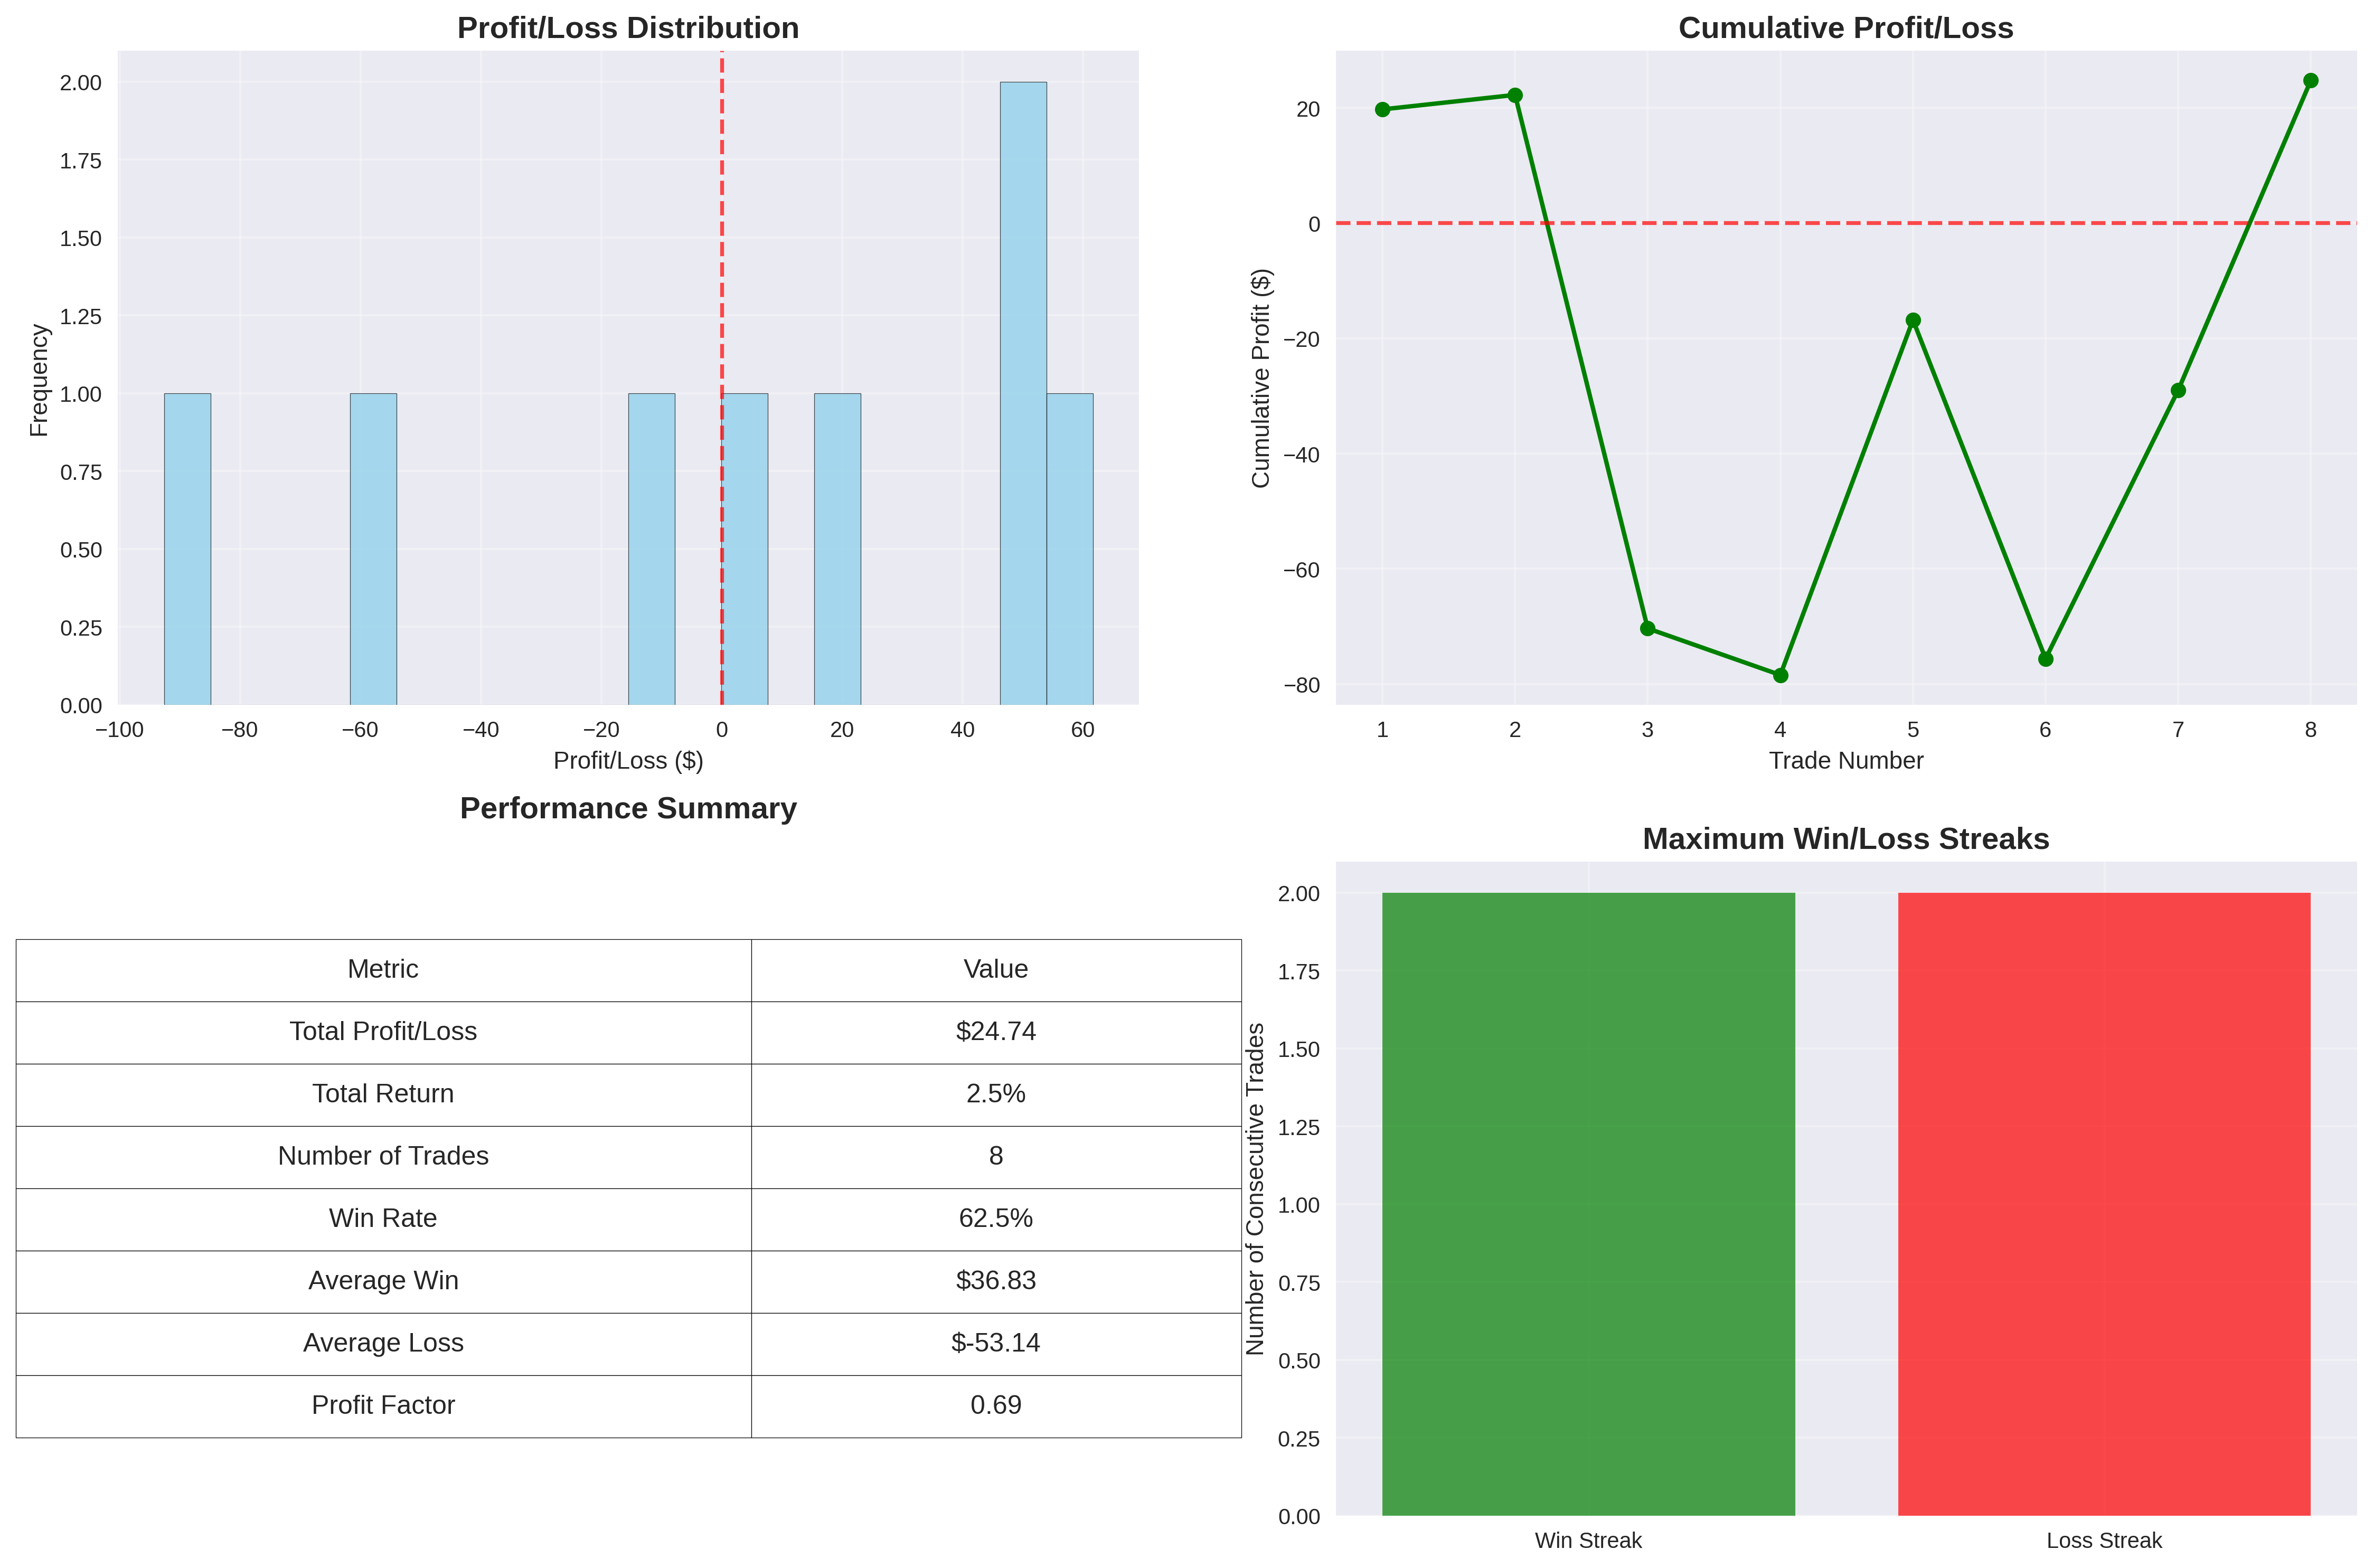 Profit/Loss Distribution
Frequency
2.00
1.75
1.50
1.25
1.00
0.75
0.50
0.25
0.00
−100 −80 −60 −40 −20 0 20 40 60
Profit/Loss ($)
Cumulative Profit/Loss
Cumulative Profit ($)
20
0
−20
−40
−60
−80
1 2 3 4 5 6 7 8
Trade Number
Performance Summary
Metric Value
Total Profit/Loss $24.74
Total Return 2.5%
Number of Trades 8
Win Rate 62.5%
Average Win $36.83
Average Loss $-53.14
Profit Factor 0.69
Maximum Win/Loss Streaks
Number of Consecutive Trades
2.00
1.75
1.50
1.25
1.00
0.75
0.50
0.25
0.00
Win Streak Loss Streak